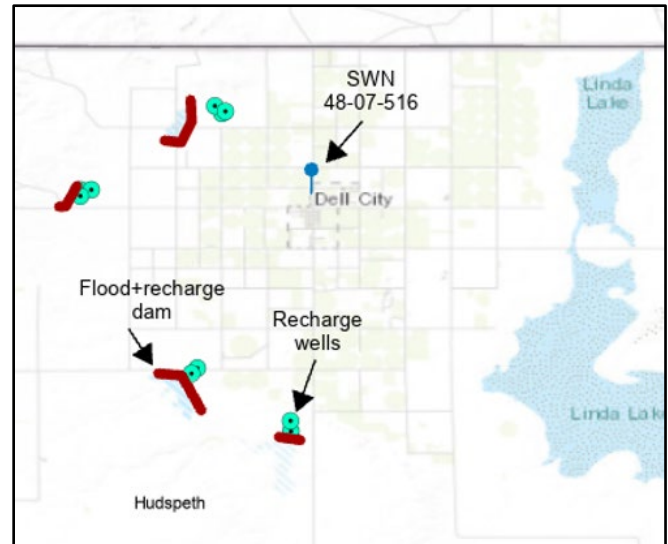 SWN
48-07-516
Linda
Lake
Dell City
Flood+recharge
dam
Recharge
wells
Linda Lake
Hudspeth